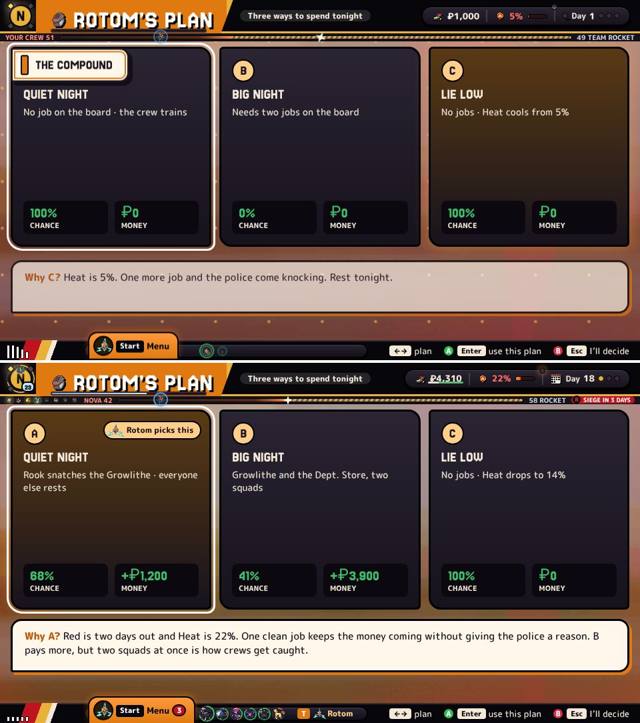 N
ROTOM'S PLAN
Three ways to spend tonight
₽1,000
5%
Day 1
YOUR CREW 51
49 TEAM ROCKET
THE COMPOUND
QUIET NIGHT
No job on the board · the crew trains
100%
CHANCE
₽0
MONEY
B
BIG NIGHT
Needs two jobs on the board
0%
CHANCE
₽0
MONEY
C
LIE LOW
No jobs · Heat cools from 5%
100%
CHANCE
₽0
MONEY
Why C? Heat is 5%. One more job and the police come knocking. Rest tonight.
Start Menu
←→ plan
A Enter use this plan
B Esc I'll decide
N
ROTOM'S PLAN
Three ways to spend tonight
₽4,310
22%
Day 18
NOVA 42
58 ROCKET
SIEGE IN 3 DAYS
A
Rotom picks this
QUIET NIGHT
Rook snatches the Growlithe · everyone
else rests
68%
CHANCE
+₽1,200
MONEY
B
BIG NIGHT
Growlithe and the Dept. Store, two
squads
41%
CHANCE
+₽3,900
MONEY
C
LIE LOW
No jobs · Heat drops to 14%
100%
CHANCE
₽0
MONEY
Why A? Red is two days out and Heat is 22%. One clean job keeps the money coming without giving the police a reason. B
pays more, but two squads at once is how crews get caught.
Start Menu 3
T Rotom
←→ plan
A Enter use this plan
B Esc I'll decide